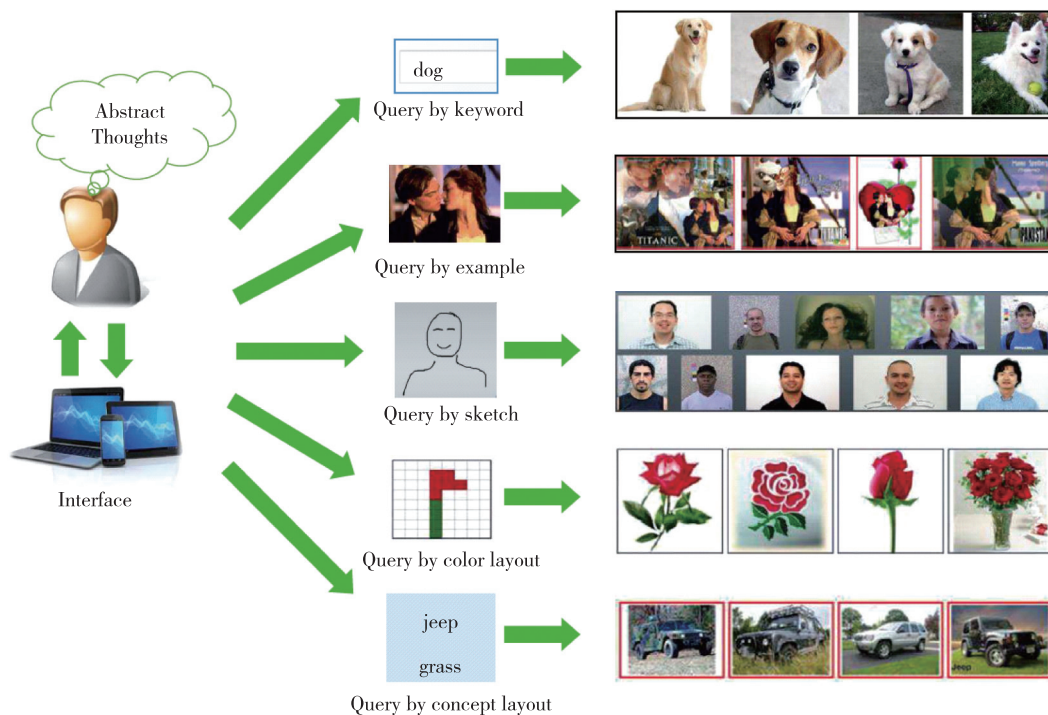 Abstract
Thoughts
Interface
dog
Query by keyword
Query by example
TITANIC
Query by sketch
Query by color layout
jeep
grass
Query by concept layout
Jeep